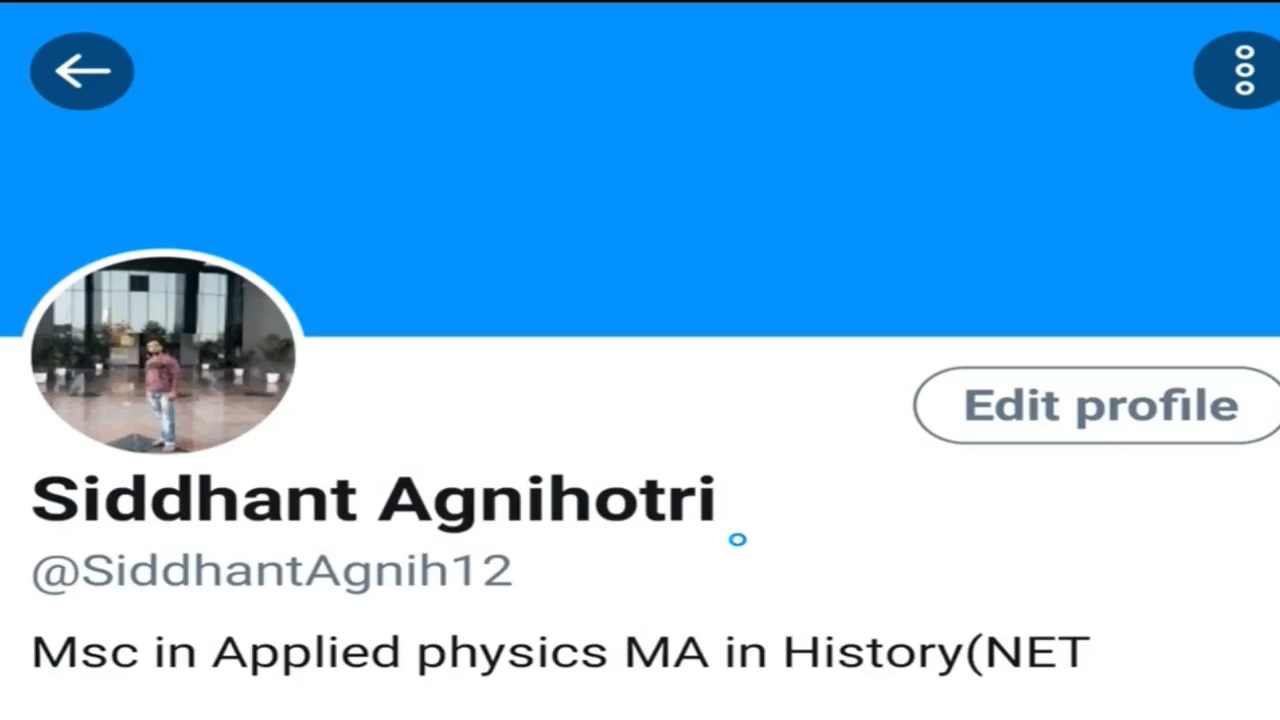 Edit profile
Siddhant Agnihotri
@SiddhantAgnih12
Msc in Applied physics MA in History(NET